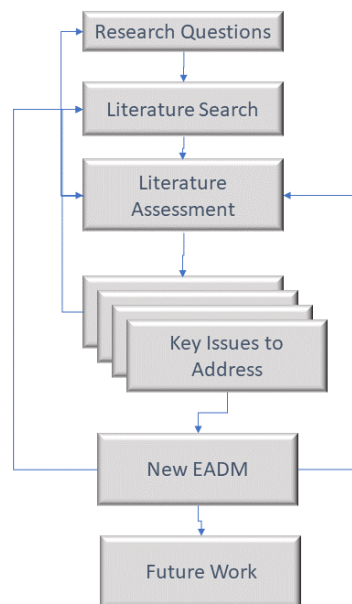 Research Questions
Literature Search
Literature
Assessment
Key Issues to
Address
New EADM
Future Work